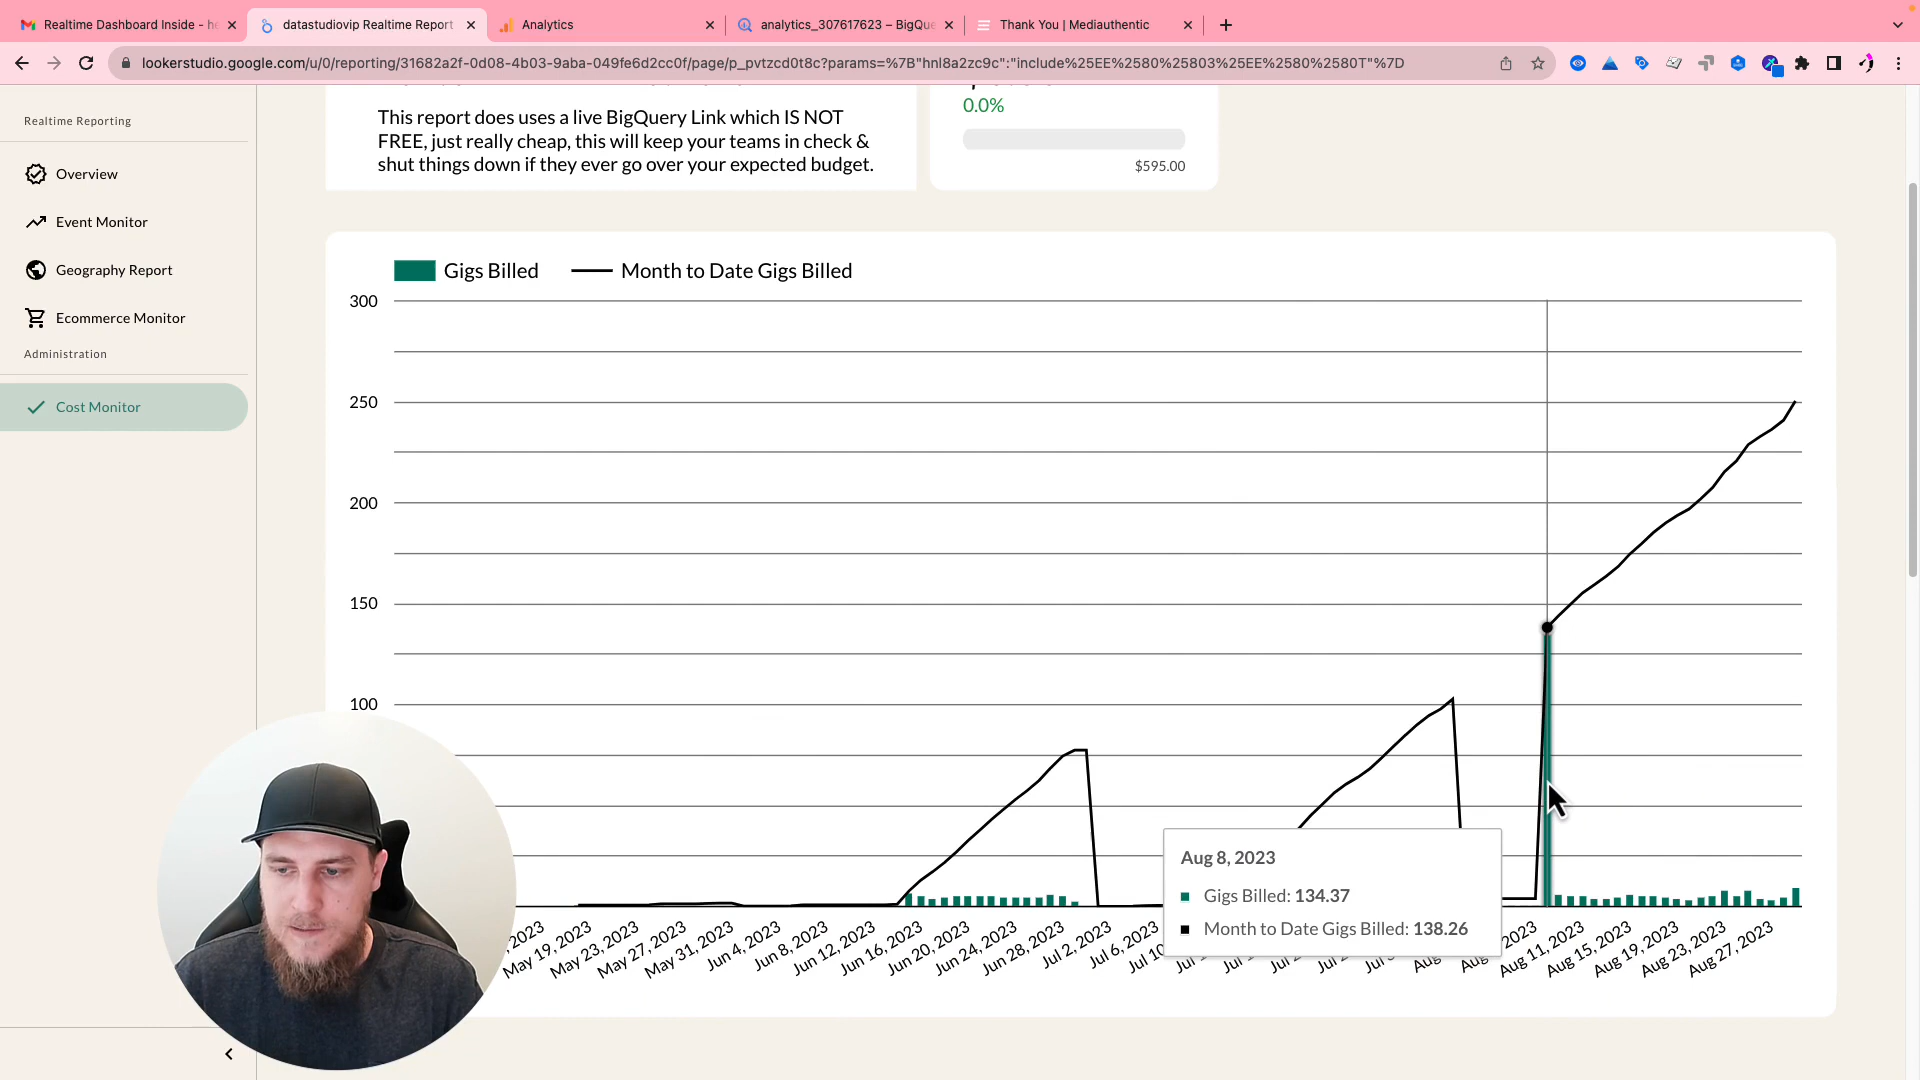 Realtime Dashboard Inside - he
datastudiovip Realtime Report
Analytics
analytics_307617623 – BigQue
Thank You | Mediauthentic
lookerstudio.google.com/u/0/reporting/31682a2f-0d08-4b03-9aba-049fe6d2cc0f/page/p_pvtzcd0t8c?params=%7B"hnl8a2zc9c":"include%25EE%2580%25803%25EE%2580%2580T"%7D
Realtime Reporting
Overview
Event Monitor
Geography Report
Ecommerce Monitor
Administration
Cost Monitor
This report does uses a live BigQuery Link which IS NOT
FREE, just really cheap, this will keep your teams in check &
shut things down if they ever go over your expected budget.
0.0%
$595.00
Gigs Billed
Month to Date Gigs Billed
300
250
200
150
100
Aug 8, 2023
Gigs Billed: 134.37
Month to Date Gigs Billed: 138.26
, 2023
May 19, 2023
May 23, 2023
May 27, 2023
May 31, 2023
Jun 4, 2023
Jun 8, 2023
Jun 12, 2023
Jun 16, 2023
Jun 20, 2023
Jun 24, 2023
Jun 28, 2023
Jul 2, 2023
Jul 6, 2023
Jul 10
Jul
Jul
Aug
2023
Aug 11, 2023
Aug 15, 2023
Aug 19, 2023
Aug 23, 2023
Aug 27, 2023